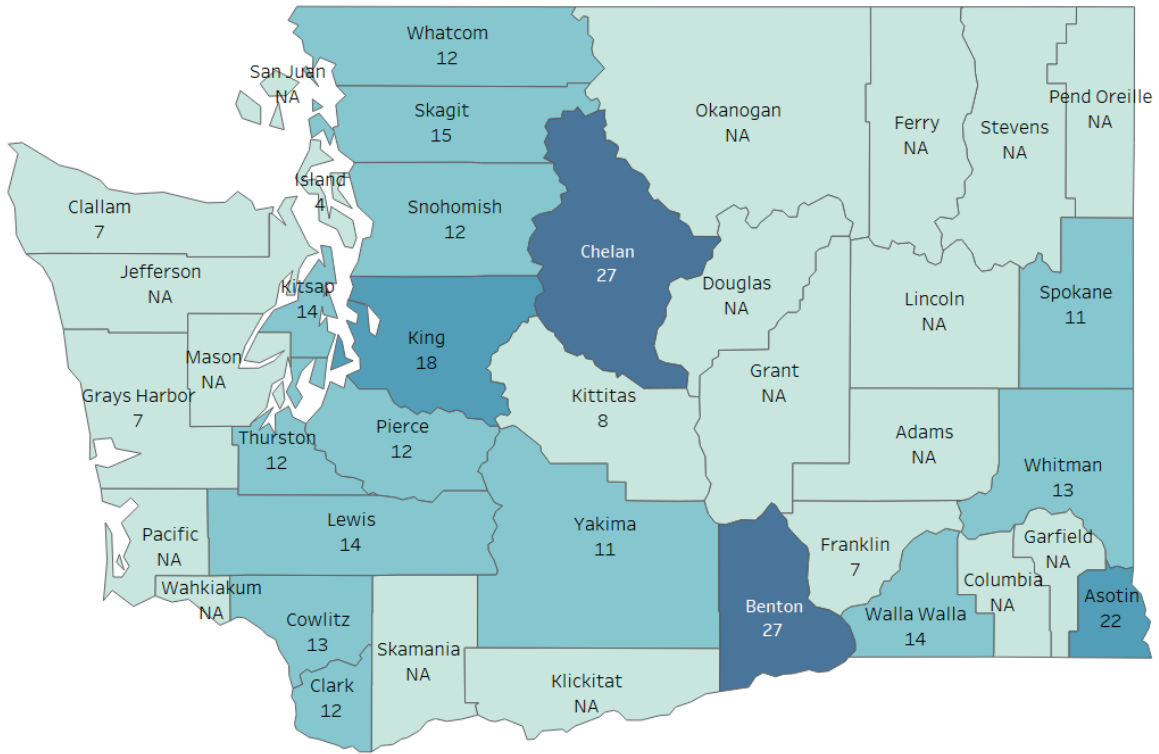 Whatcom
12
San Juan
NA
Skagit
15
Okanogan
NA
Ferry
NA
Stevens
NA
Pend Oreille
NA
Island
4
Clallam
7
Snohomish
12
Chelan
27
Jefferson
NA
Kitsap
14
Douglas
NA
Lincoln
NA
Spokane
11
King
18
Mason
NA
Grays Harbor
7
Kittitas
8
Grant
NA
Thurston
12
Pierce
12
Adams
NA
Whitman
13
Lewis
14
Yakima
11
Pacific
NA
Franklin
7
Garfield
NA
Wahkiakum
NA
Columbia
NA
Asotin
22
Benton
27
Walla Walla
14
Cowlitz
13
Skamania
NA
Clark
12
Klickitat
NA